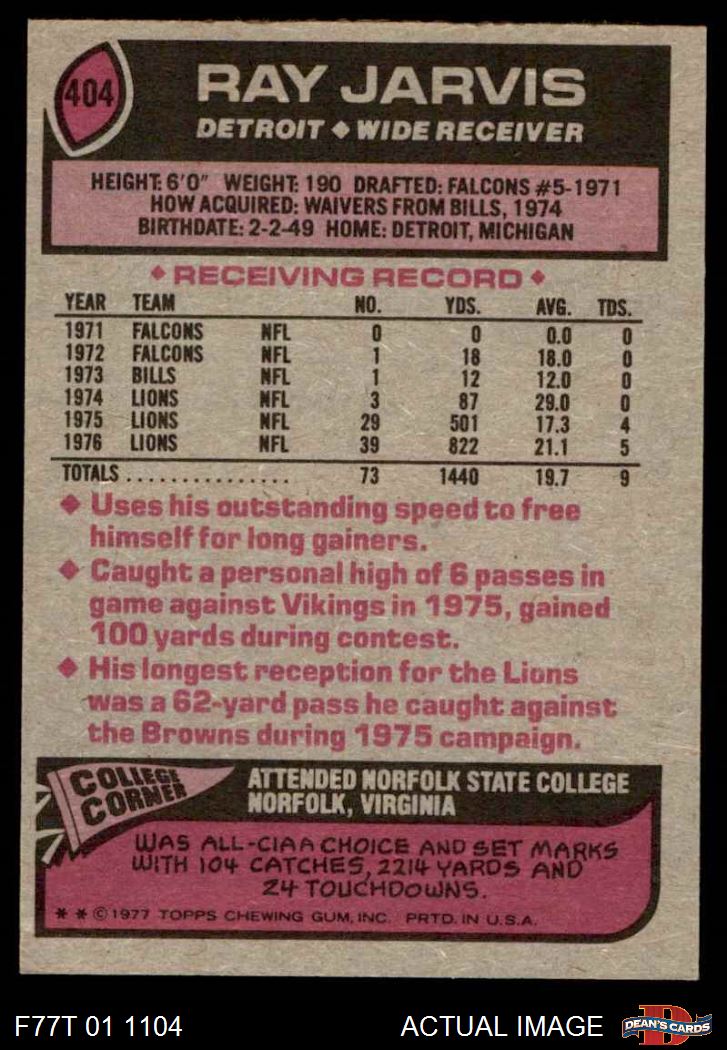 404
RAY JARVIS
DETROIT ◆ WIDE RECEIVER
HEIGHT: 6'0" WEIGHT: 190 DRAFTED: FALCONS #5-1971
HOW ACQUIRED: WAIVERS FROM BILLS, 1974
BIRTHDATE: 2-2-49 HOME: DETROIT, MICHIGAN
◆ RECEIVING RECORD ◆
YEAR TEAM NO. YDS. AVG. TDS.
1971 FALCONS NFL 0 0 0.0 0
1972 FALCONS NFL 1 18 18.0 0
1973 BILLS NFL 1 12 12.0 0
1974 LIONS NFL 3 87 29.0 0
1975 LIONS NFL 29 501 17.3 4
1976 LIONS NFL 39 822 21.1 5
TOTALS ............... 73 1440 19.7 9
◆ Uses his outstanding speed to free
himself for long gainers.
◆ Caught a personal high of 6 passes in
game against Vikings in 1975, gained
100 yards during contest.
◆ His longest reception for the Lions
was a 62-yard pass he caught against
the Browns during 1975 campaign.
COLLEGE
CORNER
ATTENDED NORFOLK STATE COLLEGE
NORFOLK, VIRGINIA
WAS ALL-CIAA CHOICE AND SET MARKS
WITH 104 CATCHES, 2214 YARDS AND
24 TOUCHDOWNS.
* * © 1977 TOPPS CHEWING GUM, INC. PRTD. IN U.S.A.
F77T 01 1104 ACTUAL IMAGE
D
DEAN'S CARDS